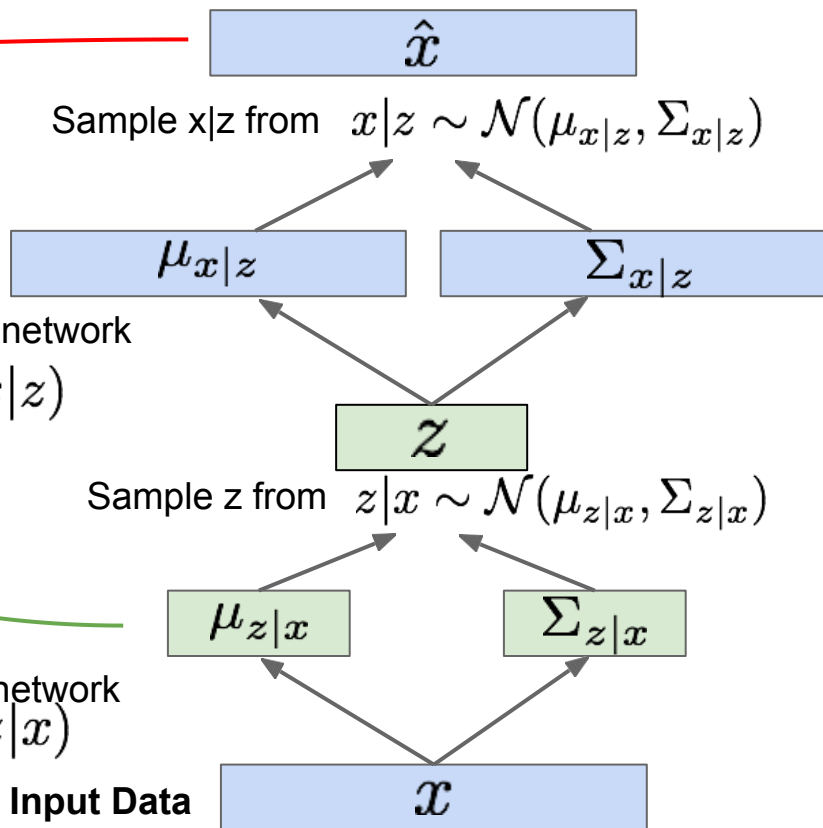 x̂
Sample x|z from x|z ∼ 𝒩(μ_{x|z}, Σ_{x|z})
μ_{x|z} Σ_{x|z}
network
|z)
z
Sample z from z|x ∼ 𝒩(μ_{z|x}, Σ_{z|x})
μ_{z|x} Σ_{z|x}
network
|x)
Input Data x